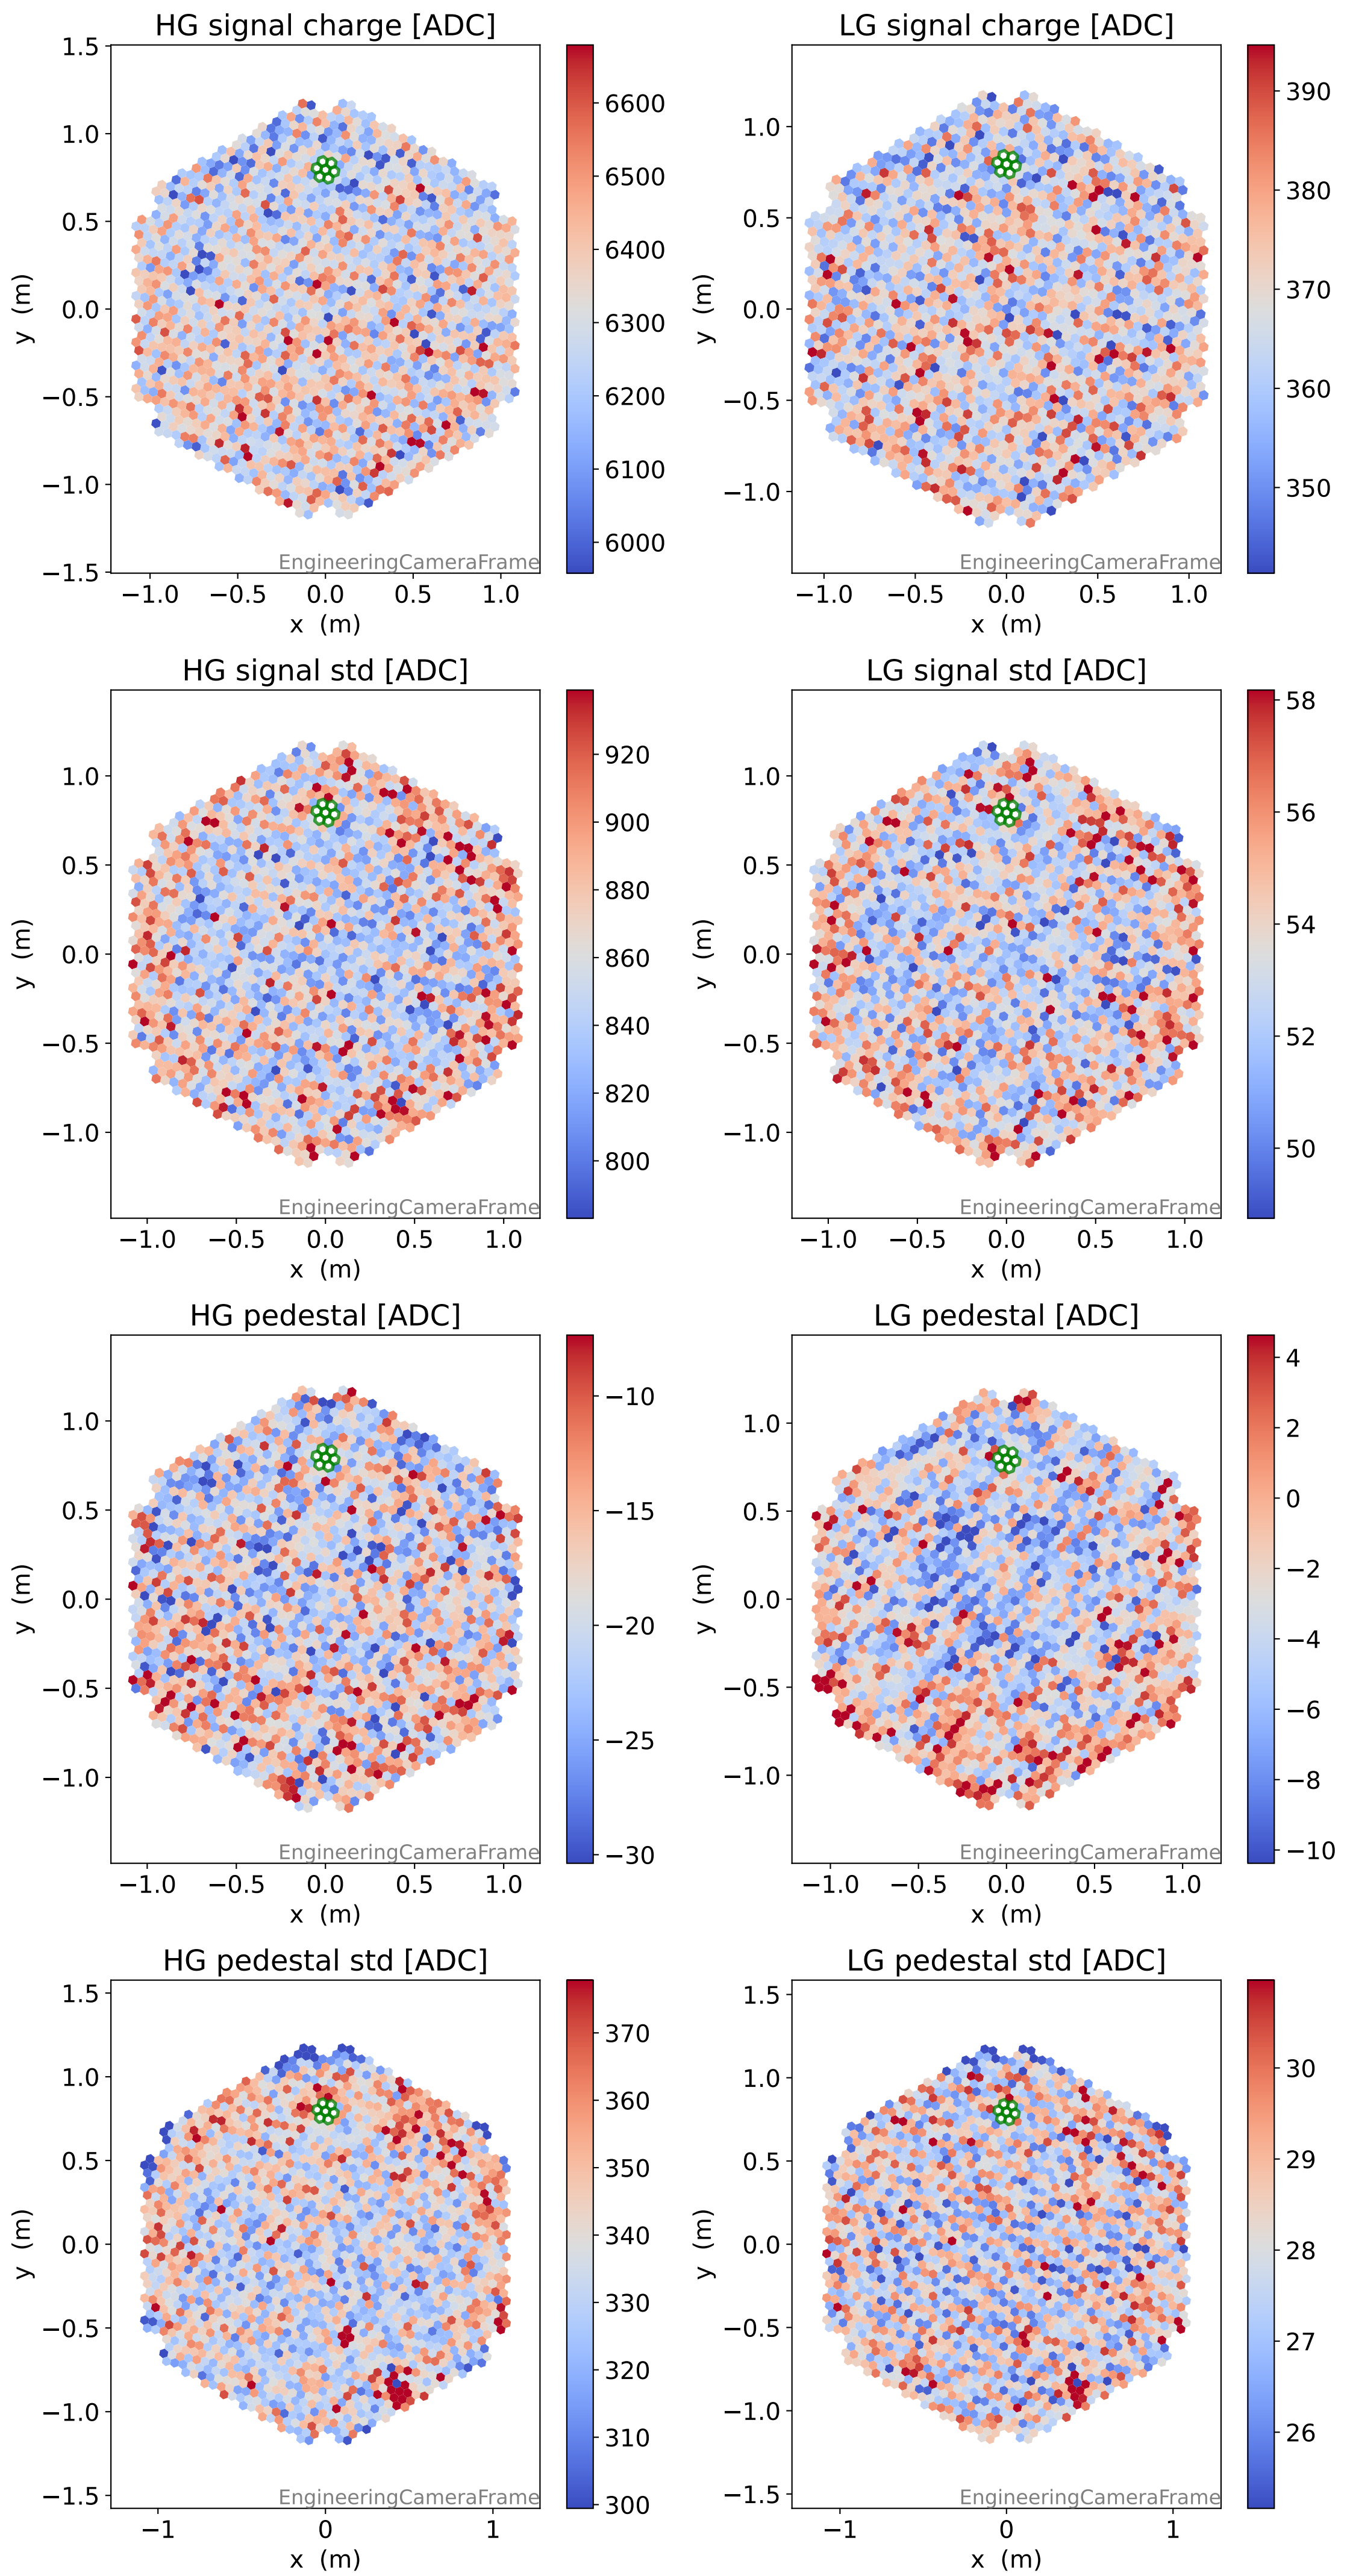 HG signal charge [ADC]
1.5
1.0
0.5
0.0
−0.5
−1.0
−1.5
y (m)
−1.0 −0.5 0.0 0.5 1.0
x (m)
EngineeringCameraFrame
6600
6500
6400
6300
6200
6100
6000
LG signal charge [ADC]
1.0
0.5
0.0
−0.5
−1.0
y (m)
−1.0 −0.5 0.0 0.5 1.0
x (m)
EngineeringCameraFrame
390
380
370
360
350
HG signal std [ADC]
1.0
0.5
0.0
−0.5
−1.0
y (m)
−1.0 −0.5 0.0 0.5 1.0
x (m)
EngineeringCameraFrame
920
900
880
860
840
820
800
LG signal std [ADC]
1.0
0.5
0.0
−0.5
−1.0
y (m)
−1.0 −0.5 0.0 0.5 1.0
x (m)
EngineeringCameraFrame
58
56
54
52
50
HG pedestal [ADC]
1.0
0.5
0.0
−0.5
−1.0
y (m)
−1.0 −0.5 0.0 0.5 1.0
x (m)
EngineeringCameraFrame
−10
−15
−20
−25
−30
LG pedestal [ADC]
1.0
0.5
0.0
−0.5
−1.0
y (m)
−1.0 −0.5 0.0 0.5 1.0
x (m)
EngineeringCameraFrame
4
2
0
−2
−4
−6
−8
−10
HG pedestal std [ADC]
1.5
1.0
0.5
0.0
−0.5
−1.0
−1.5
y (m)
−1 0 1
x (m)
EngineeringCameraFrame
370
360
350
340
330
320
310
300
LG pedestal std [ADC]
1.5
1.0
0.5
0.0
−0.5
−1.0
−1.5
y (m)
−1 0 1
x (m)
EngineeringCameraFrame
30
29
28
27
26